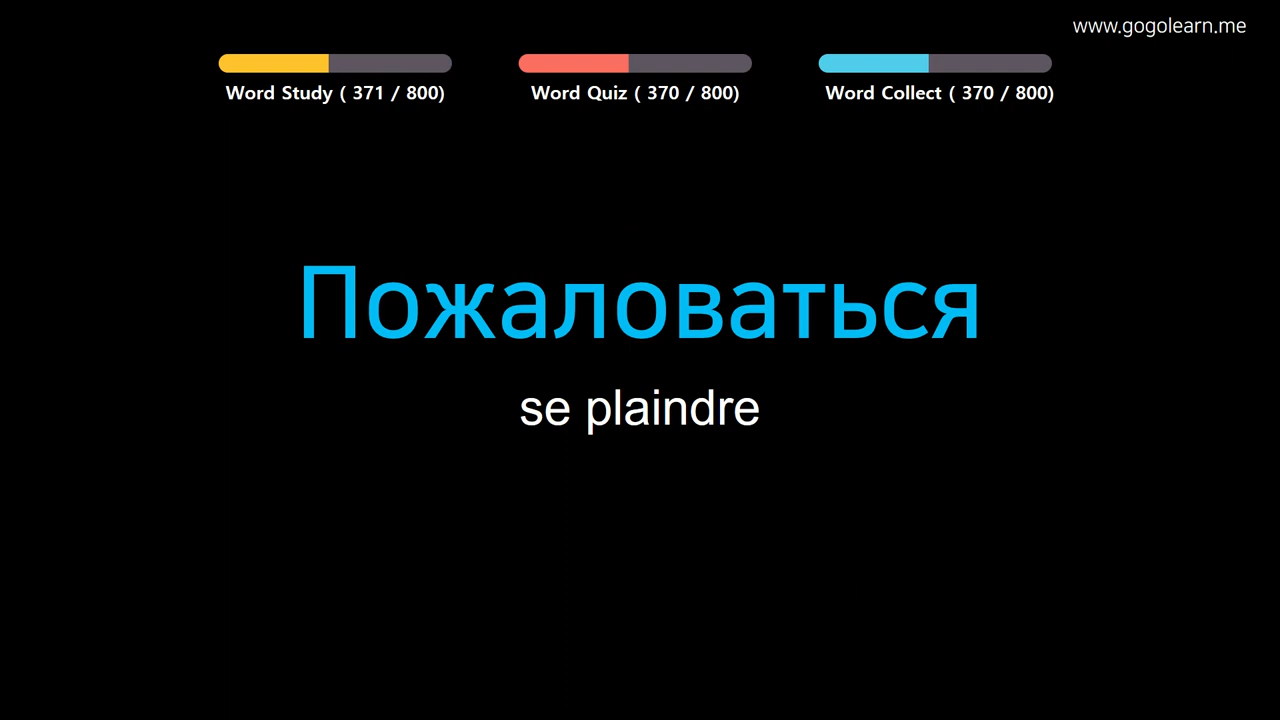 www.gogolearn.me
Word Study ( 371 / 800)
Word Quiz ( 370 / 800)
Word Collect ( 370 / 800)
Пожаловаться
se plaindre